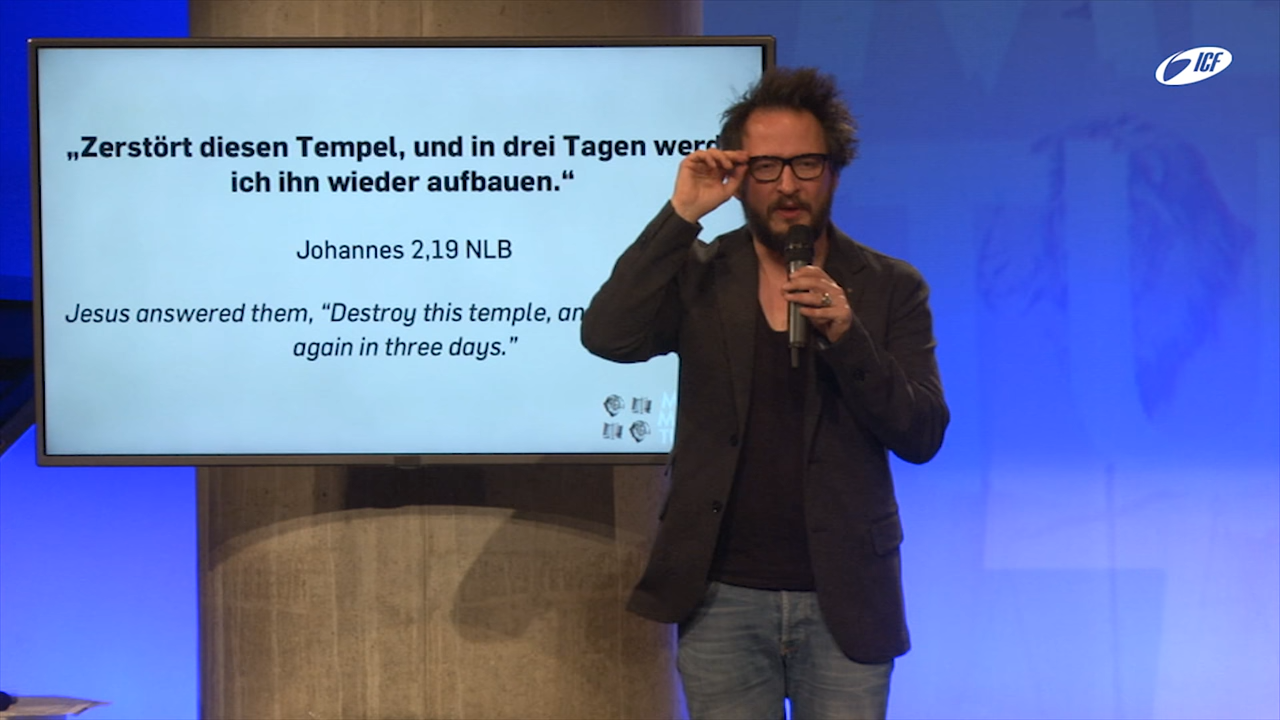 ICF
„Zerstört diesen Tempel, und in drei Tagen werd
ich ihn wieder aufbauen.“
Johannes 2,19 NLB
Jesus answered them, “Destroy this temple, an
again in three days.”